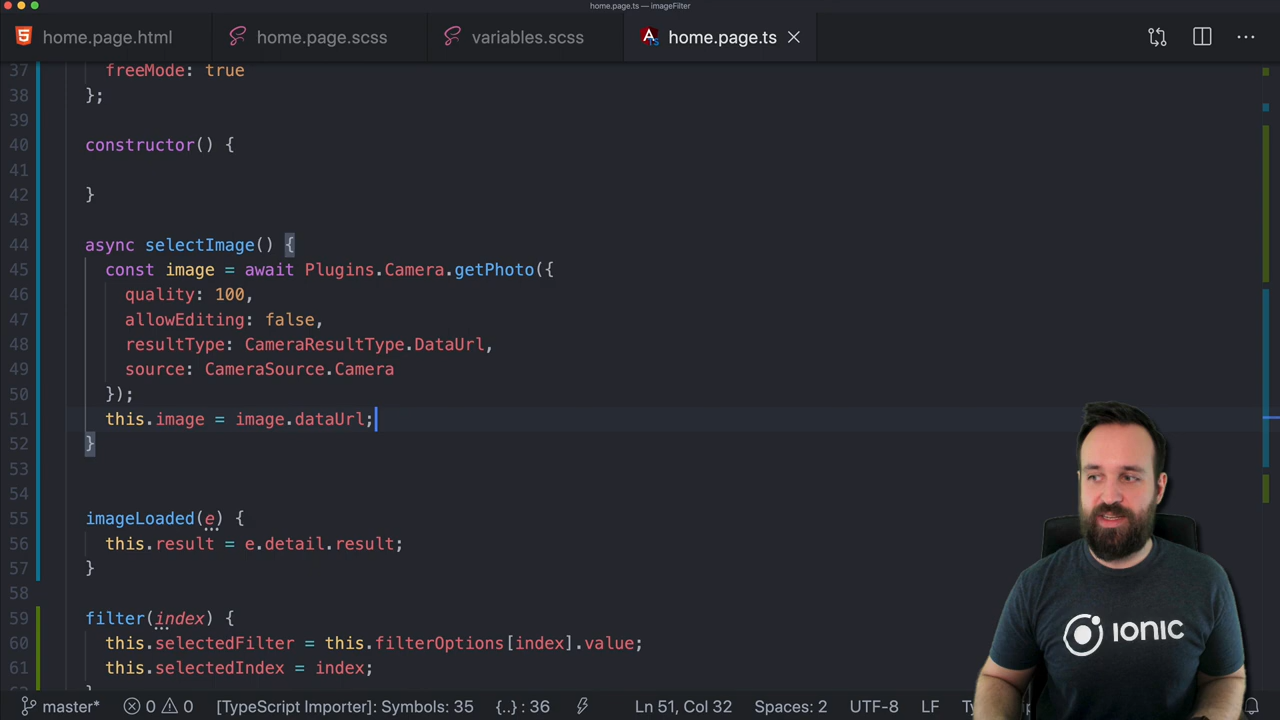 home.page.ts — imageFilter
home.page.html home.page.scss variables.scss home.page.ts
37 freeMode: true
38 };
39
40 constructor() {
41
42 }
43
44 async selectImage() {
45 const image = await Plugins.Camera.getPhoto({
46 quality: 100,
47 allowEditing: false,
48 resultType: CameraResultType.DataUrl,
49 source: CameraSource.Camera
50 });
51 this.image = image.dataUrl;
52 }
53
54
55 imageLoaded(e) {
56 this.result = e.detail.result;
57 }
58
59 filter(index) {
60 this.selectedFilter = this.filterOptions[index].value;
61 this.selectedIndex = index;
IONIC
master* 0 0 [TypeScript Importer]: Symbols: 35 {..} : 36 Ln 51, Col 32 Spaces: 2 UTF-8 LF